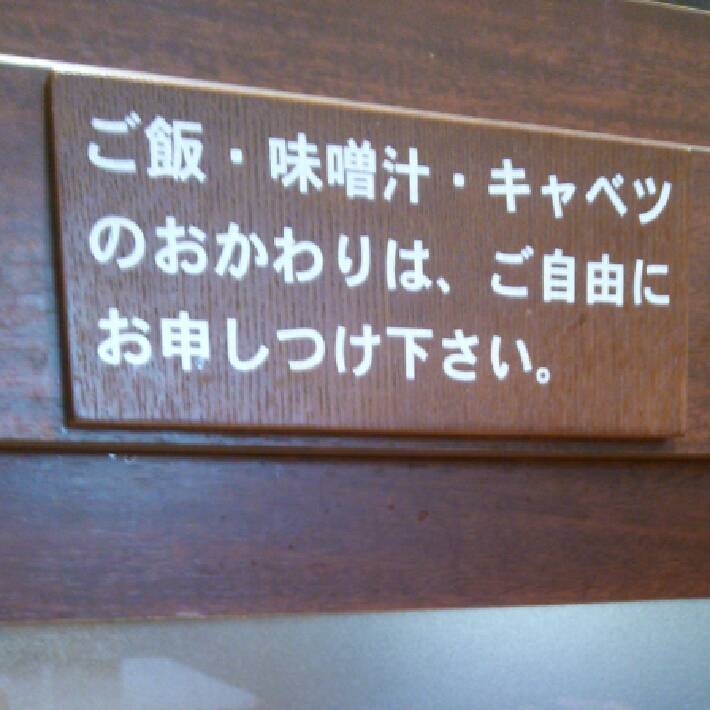 ご飯・味噌汁・キャベツ
のおかわりは、ご自由に
お申しつけ下さい。